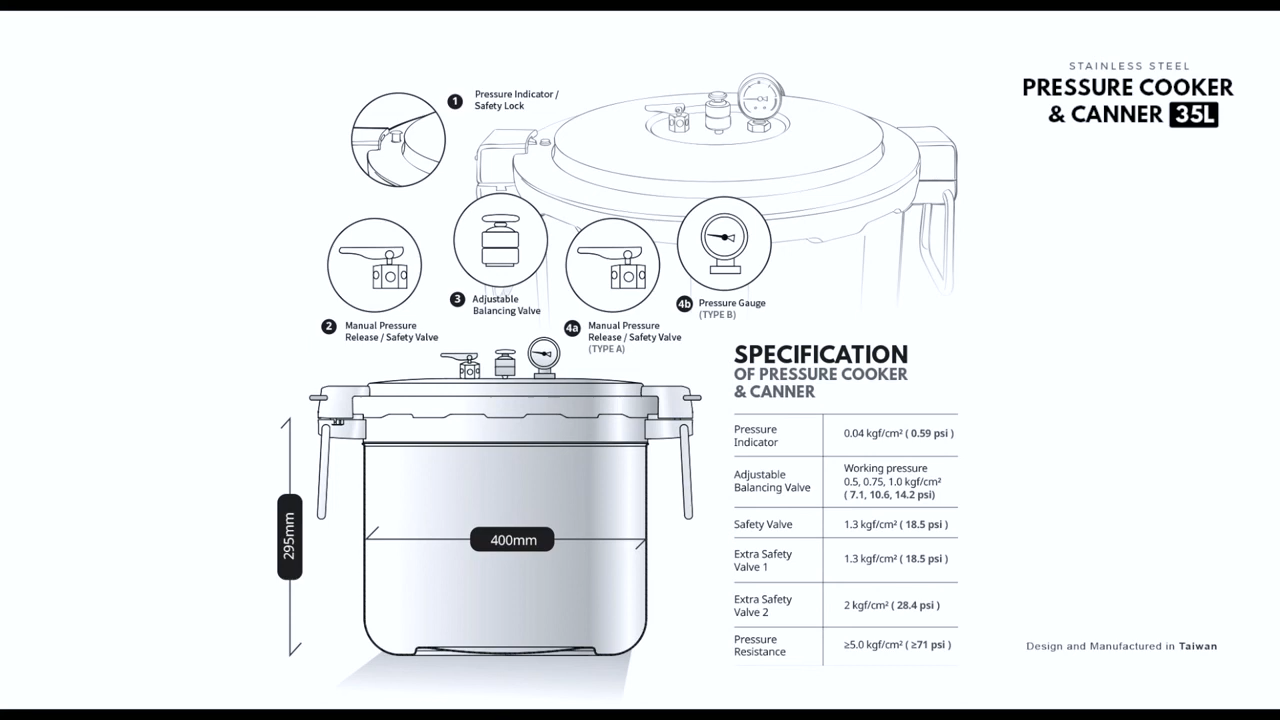 STAINLESS STEEL
PRESSURE COOKER
& CANNER 35L
1
Pressure Indicator /
Safety Lock
2
Manual Pressure
Release / Safety Valve
3
Adjustable
Balancing Valve
4a
Manual Pressure
Release / Safety Valve
(TYPE A)
4b
Pressure Gauge
(TYPE B)
295mm
400mm
SPECIFICATION
OF PRESSURE COOKER
& CANNER
Pressure
Indicator
0.04 kgf/cm² ( 0.59 psi )
Adjustable
Balancing Valve
Working pressure
0.5, 0.75, 1.0 kgf/cm²
( 7.1, 10.6, 14.2 psi)
Safety Valve
1.3 kgf/cm² ( 18.5 psi )
Extra Safety
Valve 1
1.3 kgf/cm² ( 18.5 psi )
Extra Safety
Valve 2
2 kgf/cm² ( 28.4 psi )
Pressure
Resistance
≥5.0 kgf/cm² ( ≥71 psi )
Design and Manufactured in Taiwan